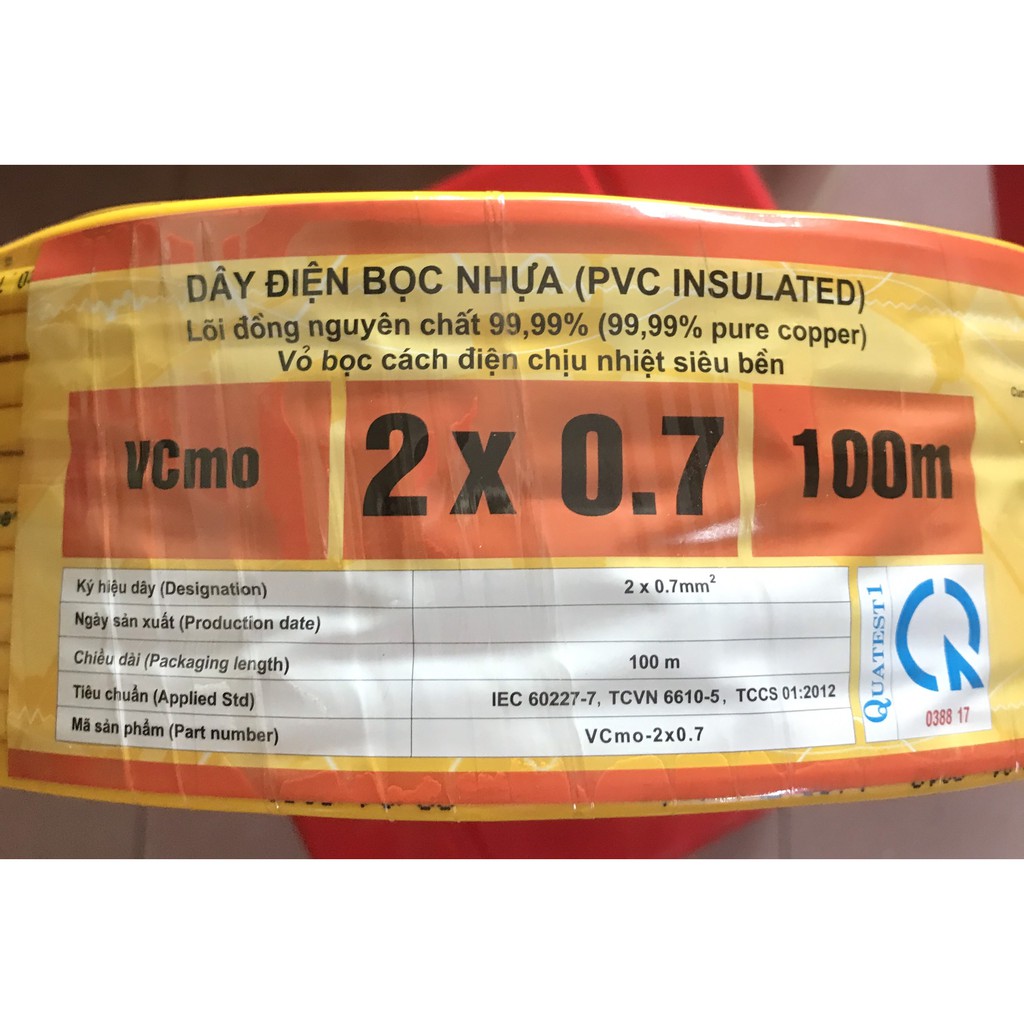 DÂY ĐIỆN BỌC NHỰA (PVC INSULATED)
Lõi đồng nguyên chất 99,99% (99,99% pure copper)
Vỏ bọc cách điện chịu nhiệt siêu bền
VCmo 2 x 0.7 100m
Ký hiệu dây (Designation) 2 x 0.7mm²
Ngày sản xuất (Production date)
Chiều dài (Packaging length) 100 m
Tiêu chuẩn (Applied Std) IEC 60227-7, TCVN 6610-5, TCCS 01:2012
Mã sản phẩm (Part number) VCmo-2x0.7
QUATEST1
0388 17